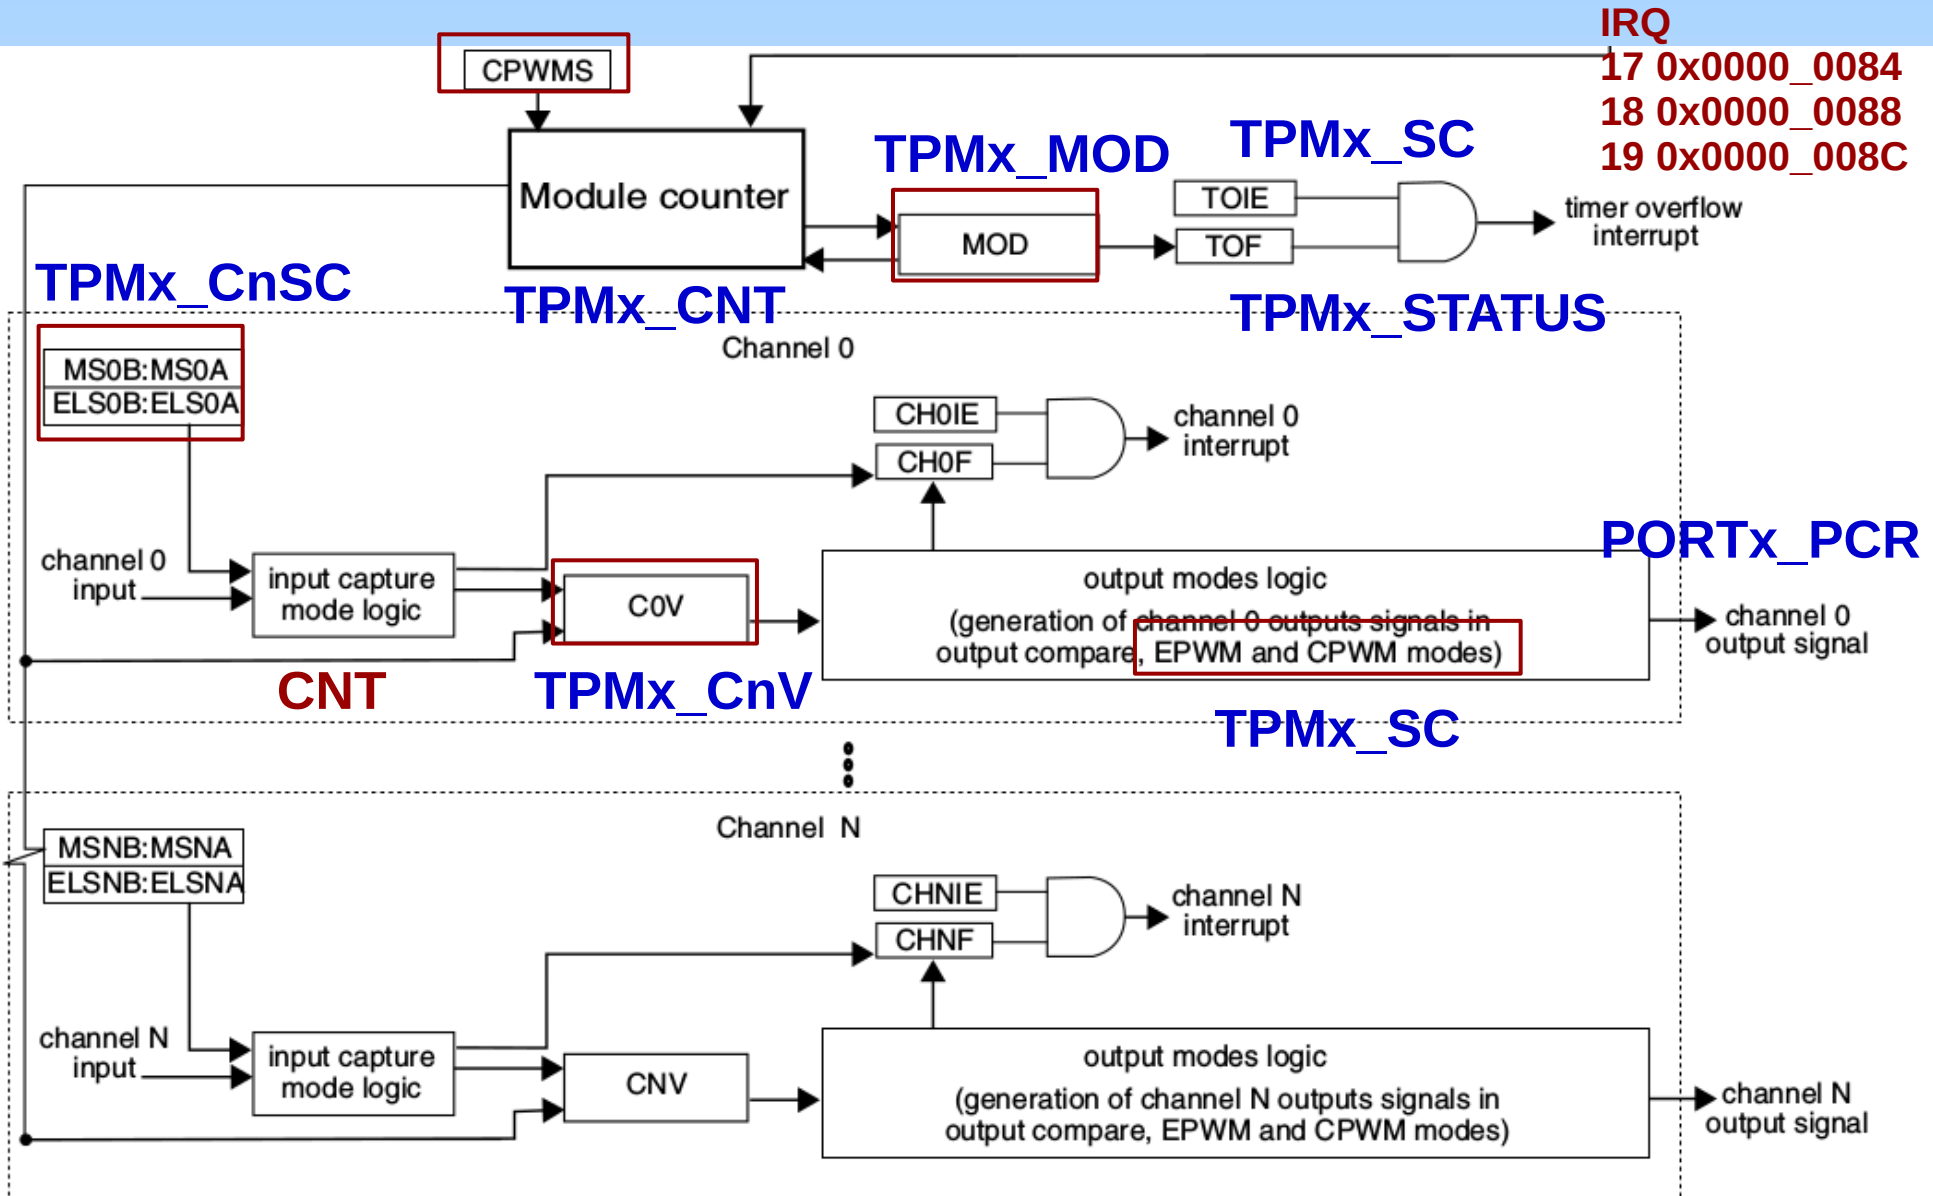 IRQ
17 0x0000_0084
18 0x0000_0088
19 0x0000_008C
CPWMS
Module counter
TPMx_MOD
TPMx_SC
MOD
TOIE
TOF
timer overflow
interrupt
TPMx_CnSC
TPMx_CNT
TPMx_STATUS
Channel 0
MS0B:MS0A
ELS0B:ELS0A
CH0IE
CH0F
channel 0
interrupt
channel 0
input
input capture
mode logic
C0V
output modes logic
(generation of channel 0 outputs signals in
output compare, EPWM and CPWM modes)
PORTx_PCR
channel 0
output signal
CNT
TPMx_CnV
TPMx_SC
Channel N
MSNB:MSNA
ELSNB:ELSNA
CHNIE
CHNF
channel N
interrupt
channel N
input
input capture
mode logic
CNV
output modes logic
(generation of channel N outputs signals in
output compare, EPWM and CPWM modes)
channel N
output signal